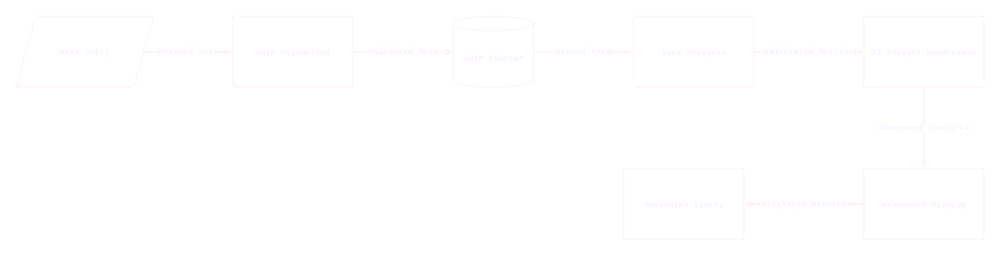 Data Entry
Entered Data
Data Validation
Validated Data
Data Storage
Stored Data
Data Analysis
Calculated Metrics
AI Insight Generation
Generated Insights
Dashboard Display
Displayed Results
Automated Alerts